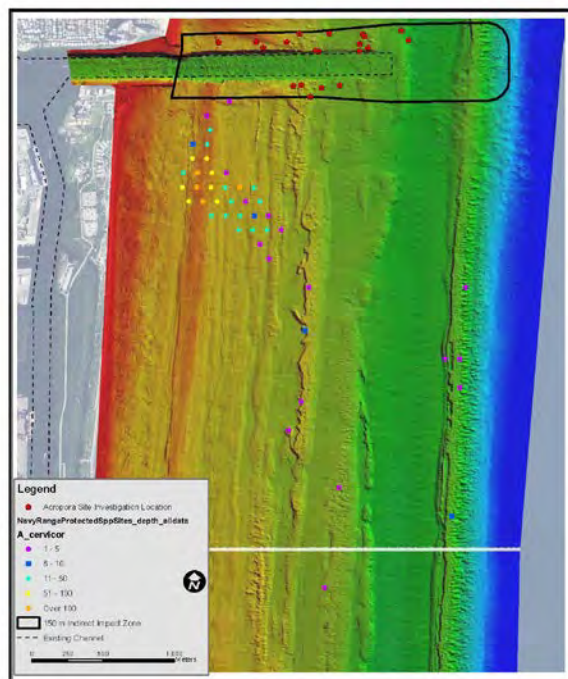 Legend
Acropora Site Investigation Location
NavyRangeProtectedSppSites_depth_alldata
A_cervicor
1 - 5
6 - 10
11 - 50
51 - 100
Over 100
150 m Indirect Impact Zone
Existing Channel
N
0 250 500 1,000
Meters